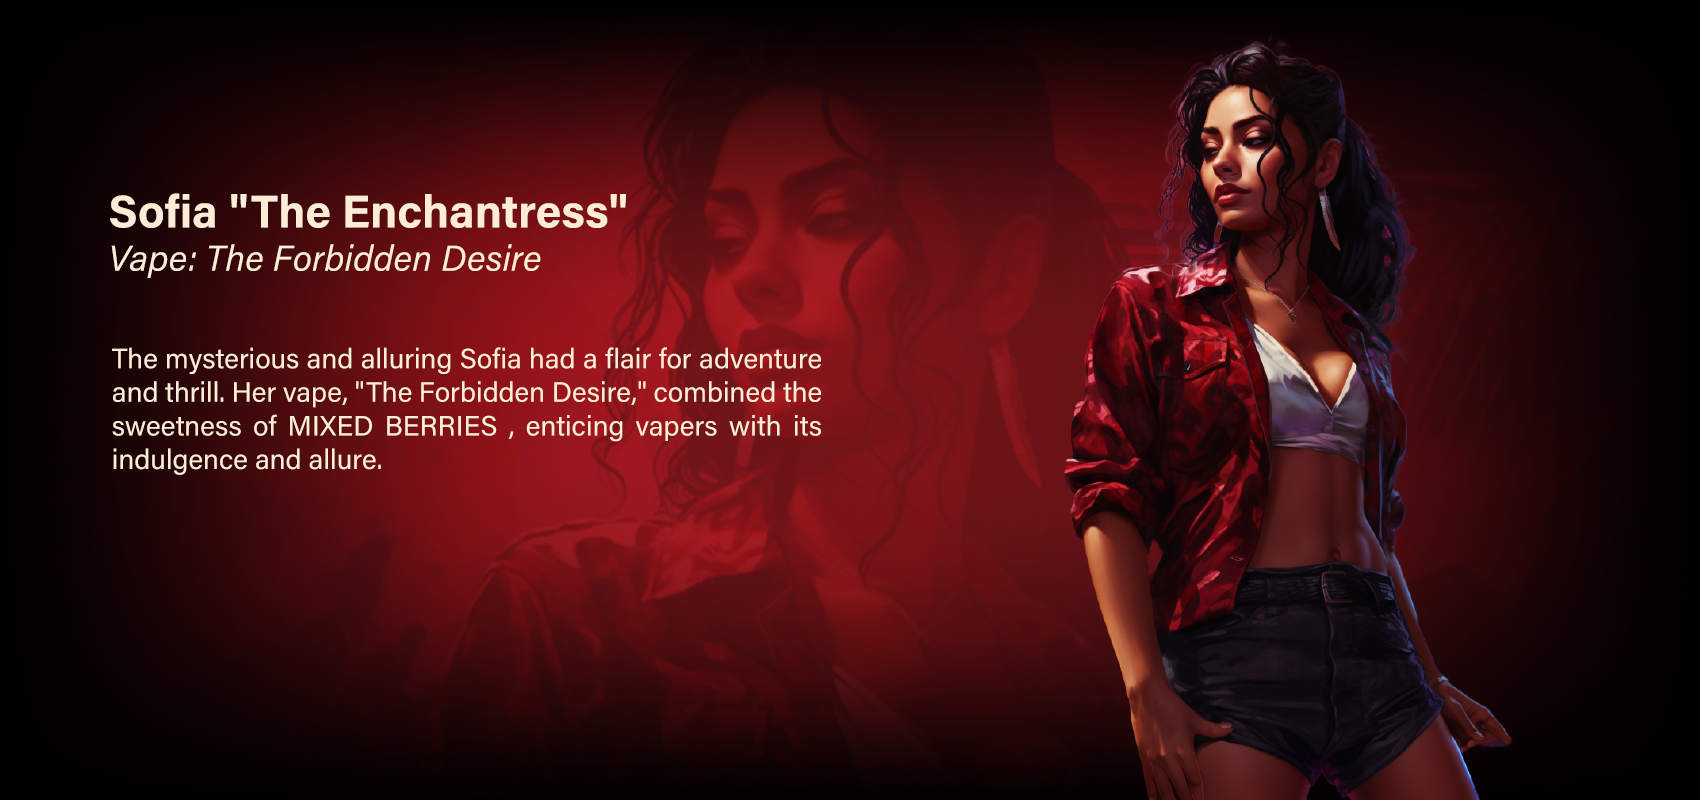 Sofia "The Enchantress"
Vape: The Forbidden Desire
The mysterious and alluring Sofia had a flair for adventure
and thrill. Her vape, "The Forbidden Desire," combined the
sweetness of MIXED BERRIES , enticing vapers with its
indulgence and allure.